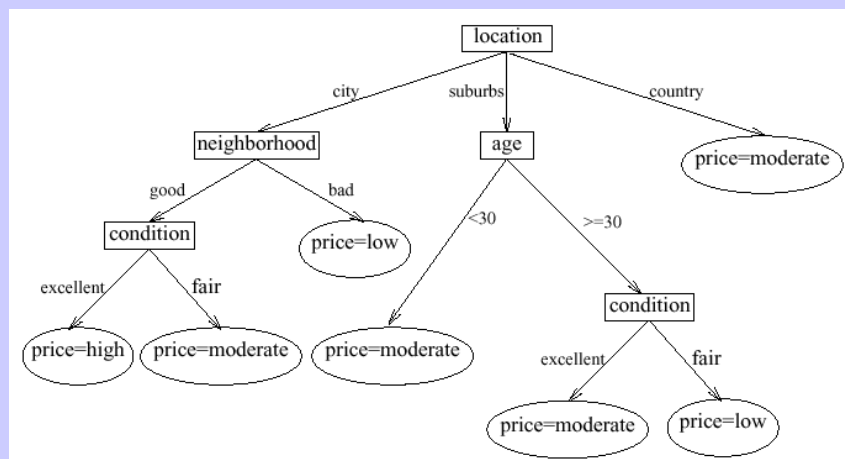 location
city
suburbs
country
neighborhood
age
price=moderate
good
bad
<30
>=30
condition
price=low
excellent
fair
condition
price=high
price=moderate
price=moderate
excellent
fair
price=moderate
price=low